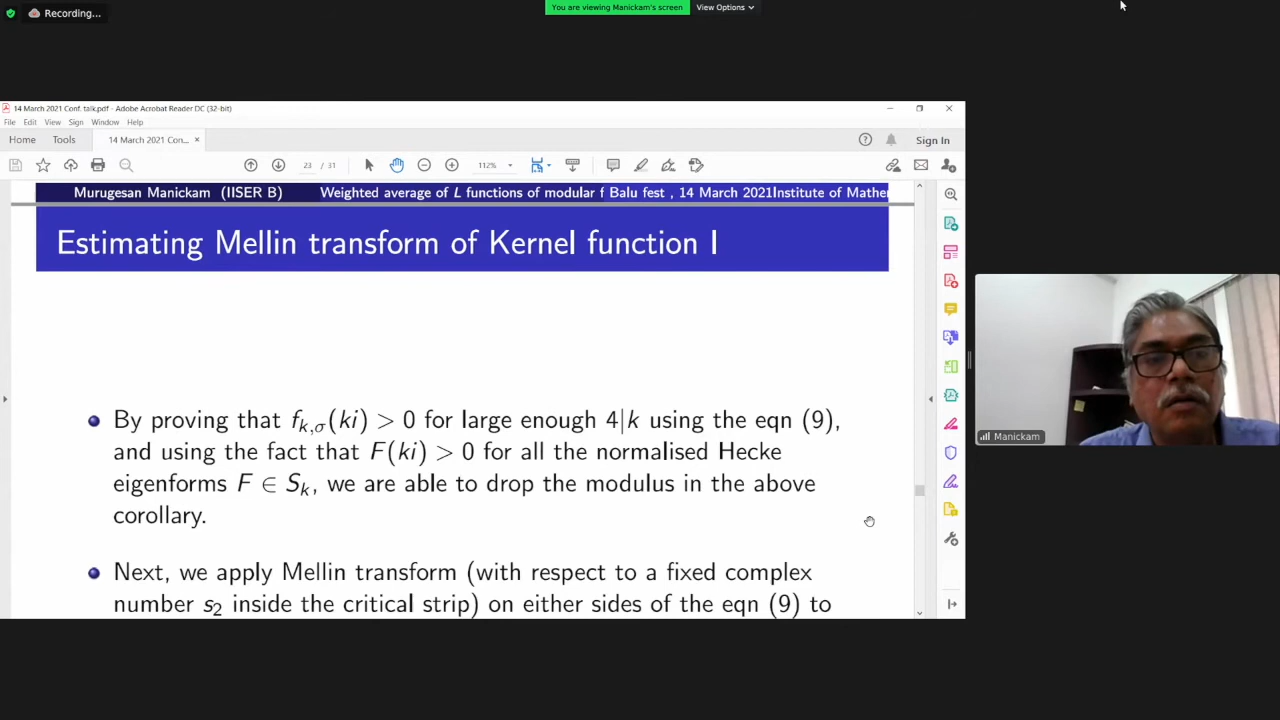 Recording...
You are viewing Manickam's screen
View Options
14 March 2021 Conf. talk.pdf - Adobe Acrobat Reader DC (32-bit)
File Edit View Sign Window Help
Home Tools 14 March 2021 Con... × Sign In
23 / 31 112%
Murugesan Manickam (IISER B) Weighted average of L functions of modular f Balu fest , 14 March 2021Institute of Mathe
Estimating Mellin transform of Kernel function I
By proving that f_{k,σ}(ki) > 0 for large enough 4|k using the eqn (9),
and using the fact that F(ki) > 0 for all the normalised Hecke
eigenforms F ∈ S_k, we are able to drop the modulus in the above
corollary.
Next, we apply Mellin transform (with respect to a fixed complex
number s_2 inside the critical strip) on either sides of the eqn (9) to
Manickam